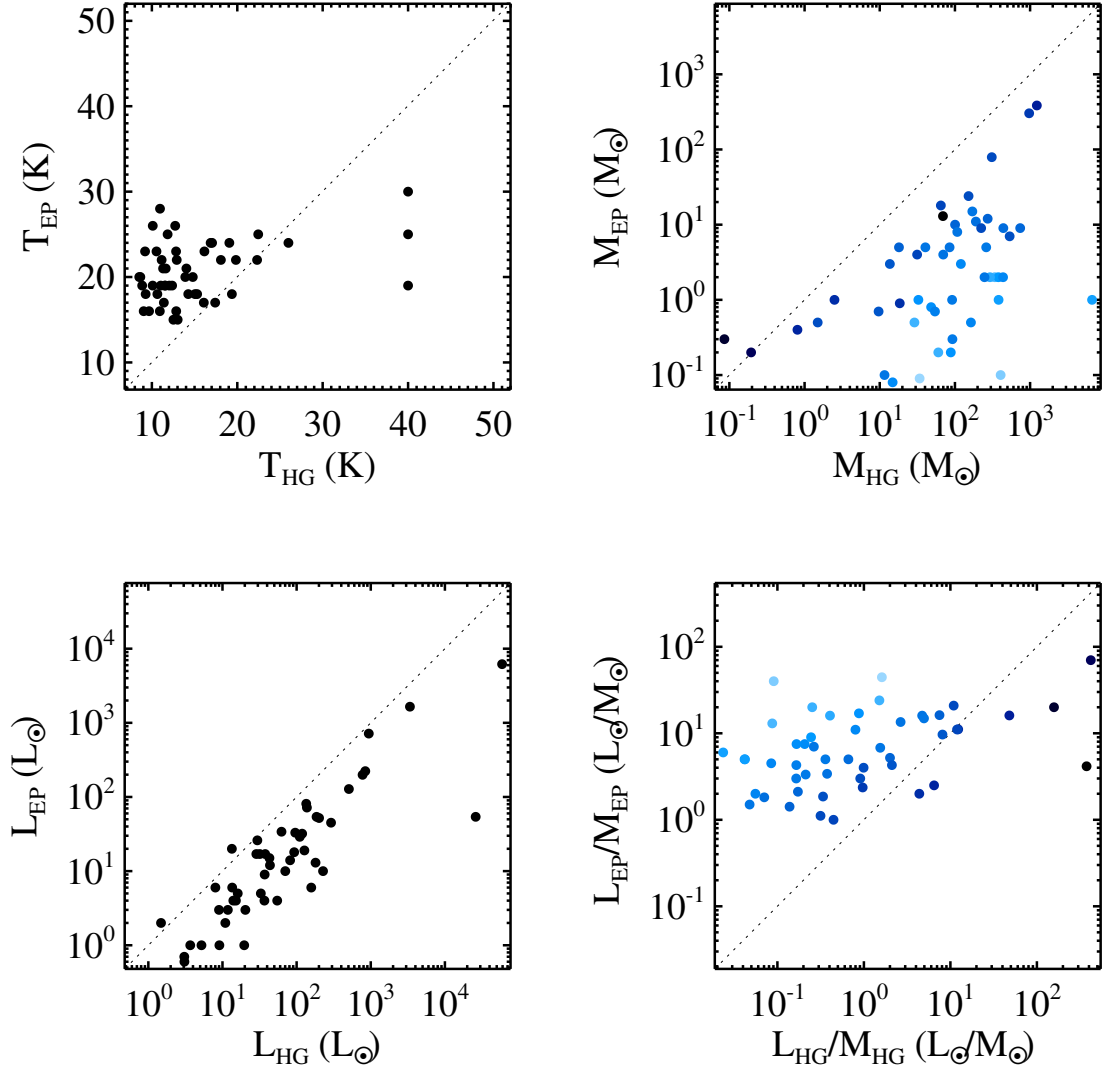 50
40
30
20
10
T_EP (K)
10 20 30 40 50
T_HG (K)
10^3
10^2
10^1
10^0
10^-1
M_EP (M_☉)
10^-1 10^0 10^1 10^2 10^3
M_HG (M_☉)
10^4
10^3
10^2
10^1
10^0
L_EP (L_☉)
10^0 10^1 10^2 10^3 10^4
L_HG (L_☉)
10^2
10^1
10^0
10^-1
L_EP/M_EP (L_☉/M_☉)
10^-1 10^0 10^1 10^2
L_HG/M_HG (L_☉/M_☉)